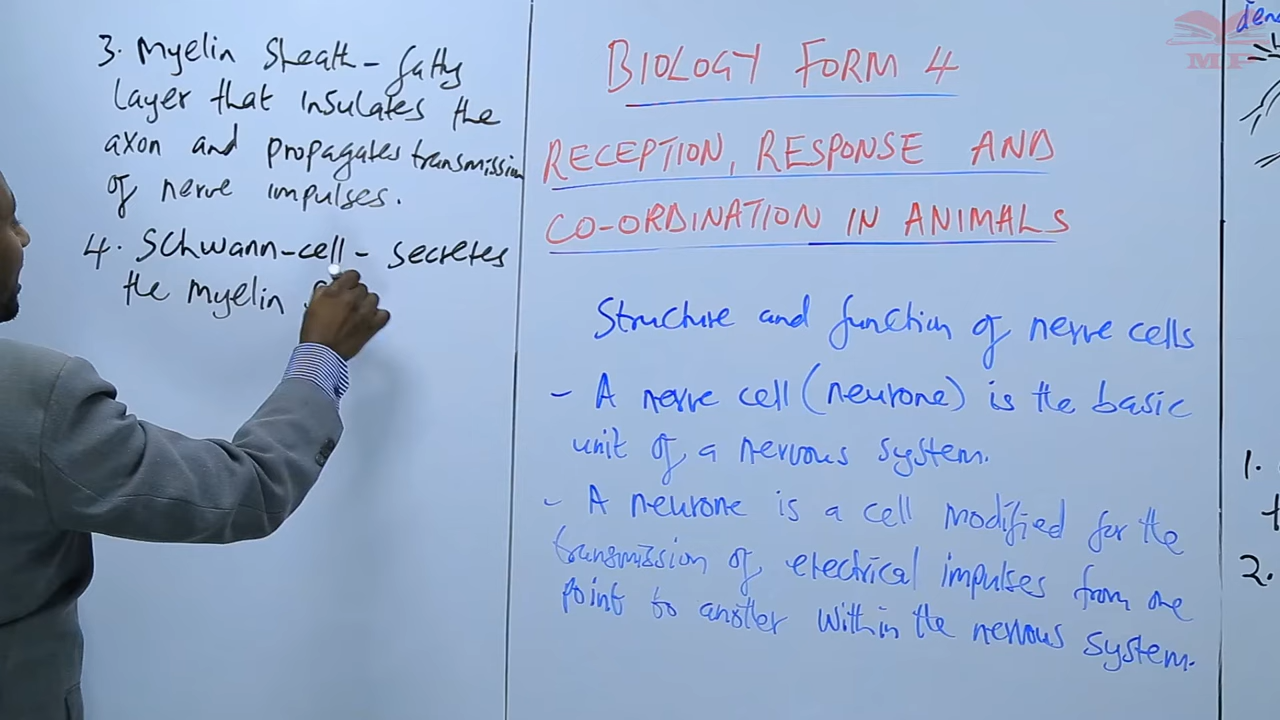 3. Myelin Sheath - fatty
layer that insulates the
axon and propagates transmission
of nerve impulses.
4. Schwann-cell - secretes
the myelin
BIOLOGY FORM 4
RECEPTION, RESPONSE AND
CO-ORDINATION IN ANIMALS
Structure and function of nerve cells
- A nerve cell (neurone) is the basic
unit of a nervous system.
- A neurone is a cell modified for the
transmission of electrical impulses from one
point to another within the nervous system.
MF
1.
2.